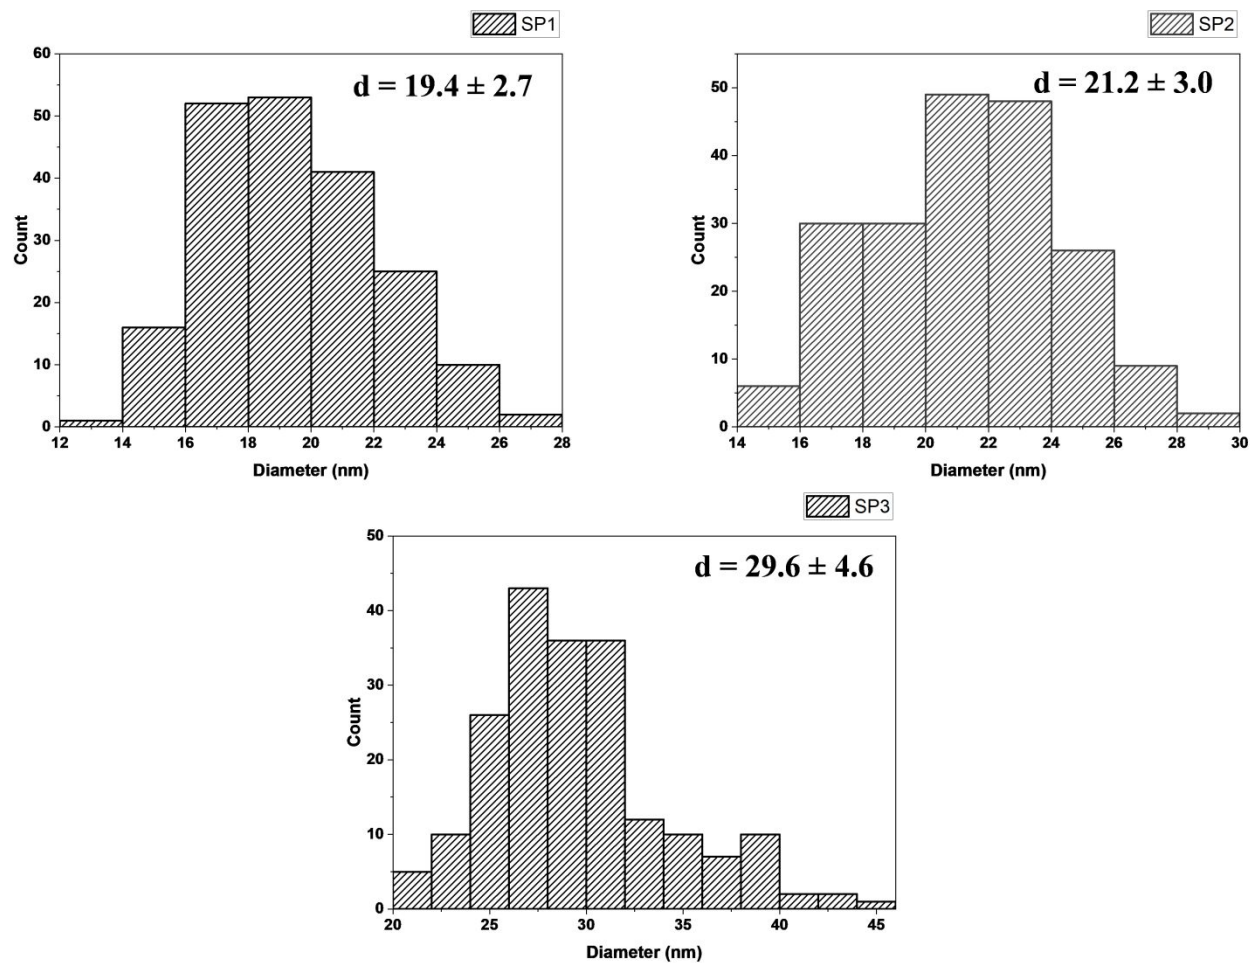 SP1
d = 19.4 ± 2.7
60
50
40
30
20
10
0
Count
12 14 16 18 20 22 24 26 28
Diameter (nm)
SP2
d = 21.2 ± 3.0
50
40
30
20
10
0
Count
14 16 18 20 22 24 26 28 30
Diameter (nm)
SP3
d = 29.6 ± 4.6
50
40
30
20
10
0
Count
20 25 30 35 40 45
Diameter (nm)